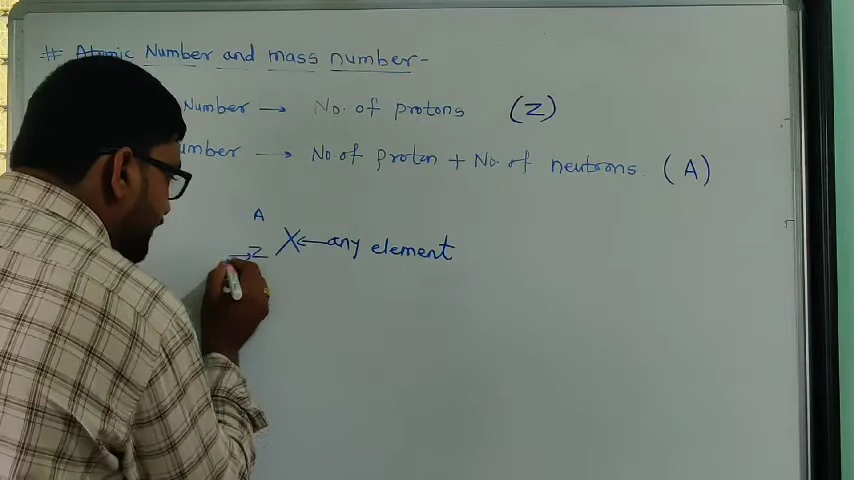 # Atomic Number and mass number-
Number → No. of protons (Z)
umber → No of proton + No. of neutrons. (A)
A
→ Z X ← any element